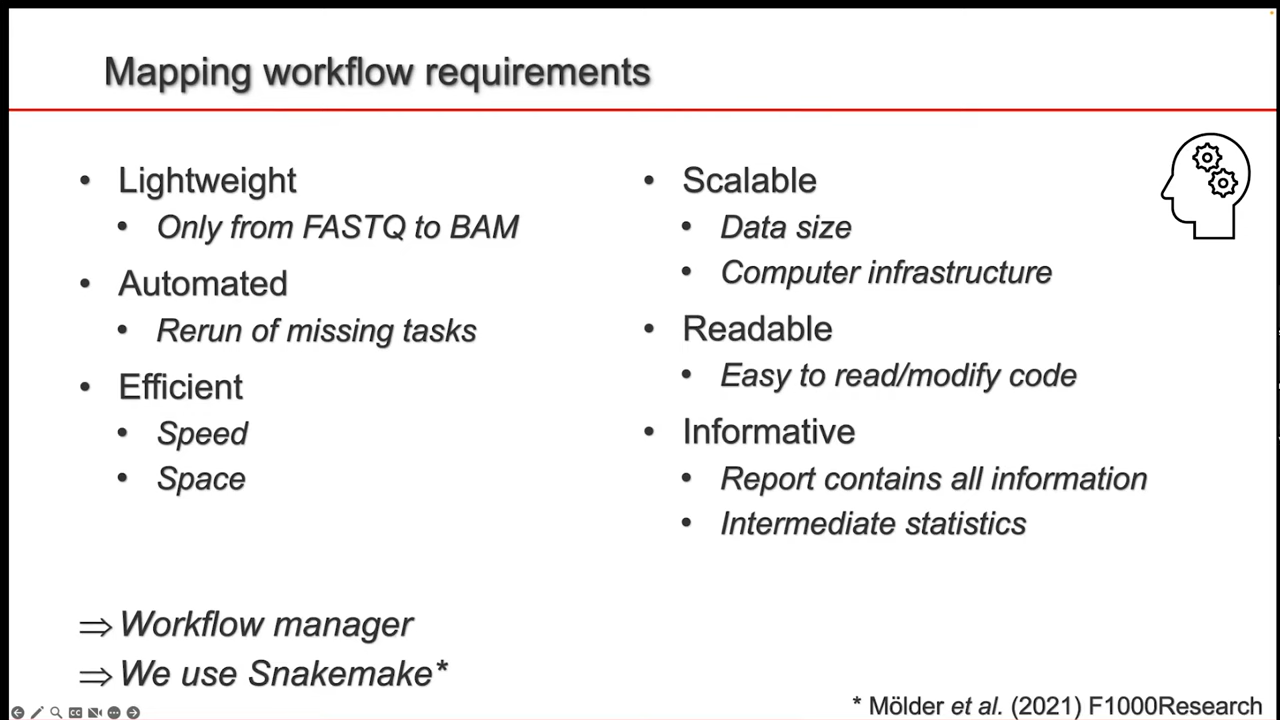 Mapping workflow requirements
• Lightweight
• Only from FASTQ to BAM
• Automated
• Rerun of missing tasks
• Efficient
• Speed
• Space
• Scalable
• Data size
• Computer infrastructure
• Readable
• Easy to read/modify code
• Informative
• Report contains all information
• Intermediate statistics
⇒ Workflow manager
⇒ We use Snakemake*
* Mölder et al. (2021) F1000Research